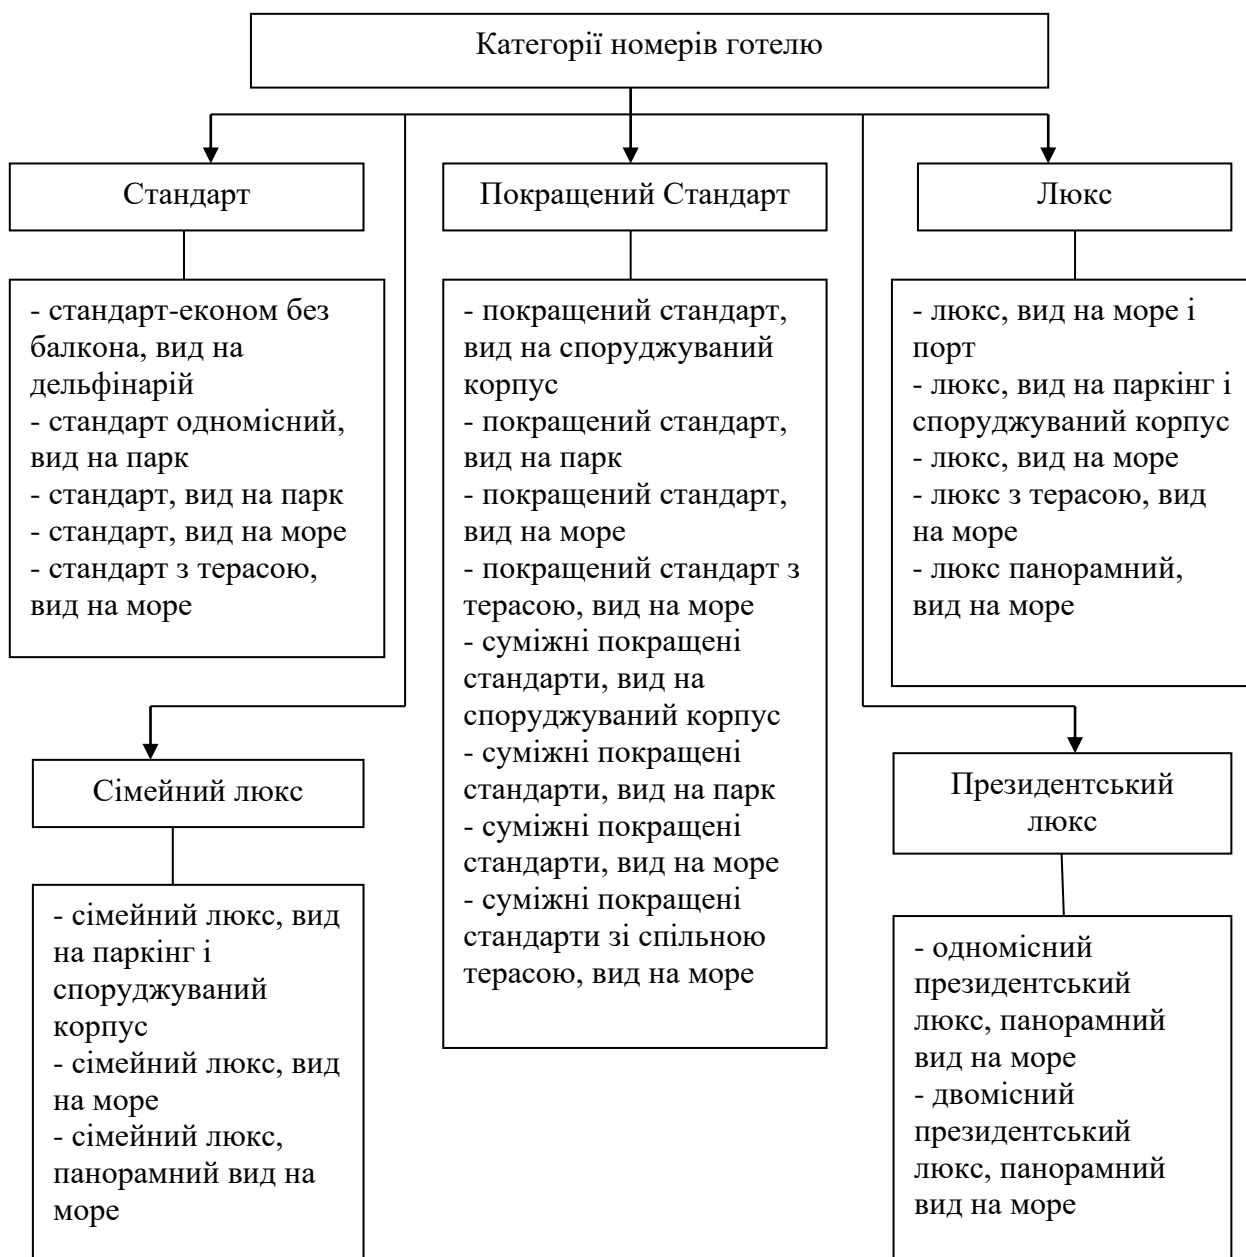 Категорії номерів готелю
Стандарт
- стандарт-економ без
балкона, вид на
дельфінарій
- стандарт одномісний,
вид на парк
- стандарт, вид на парк
- стандарт, вид на море
- стандарт з терасою,
вид на море
Покращений Стандарт
- покращений стандарт,
вид на споруджуваний
корпус
- покращений стандарт,
вид на парк
- покращений стандарт,
вид на море
- покращений стандарт з
терасою, вид на море
- суміжні покращені
стандарти, вид на
споруджуваний корпус
- суміжні покращені
стандарти, вид на парк
- суміжні покращені
стандарти, вид на море
- суміжні покращені
стандарти зі спільною
терасою, вид на море
Люкс
- люкс, вид на море і
порт
- люкс, вид на паркінг і
споруджуваний корпус
- люкс, вид на море
- люкс з терасою, вид
на море
- люкс панорамний,
вид на море
Сімейний люкс
- сімейний люкс, вид
на паркінг і
споруджуваний
корпус
- сімейний люкс, вид
на море
- сімейний люкс,
панорамний вид на
море
Президентський
люкс
- одномісний
президентський
люкс, панорамний
вид на море
- двомісний
президентський
люкс, панорамний
вид на море